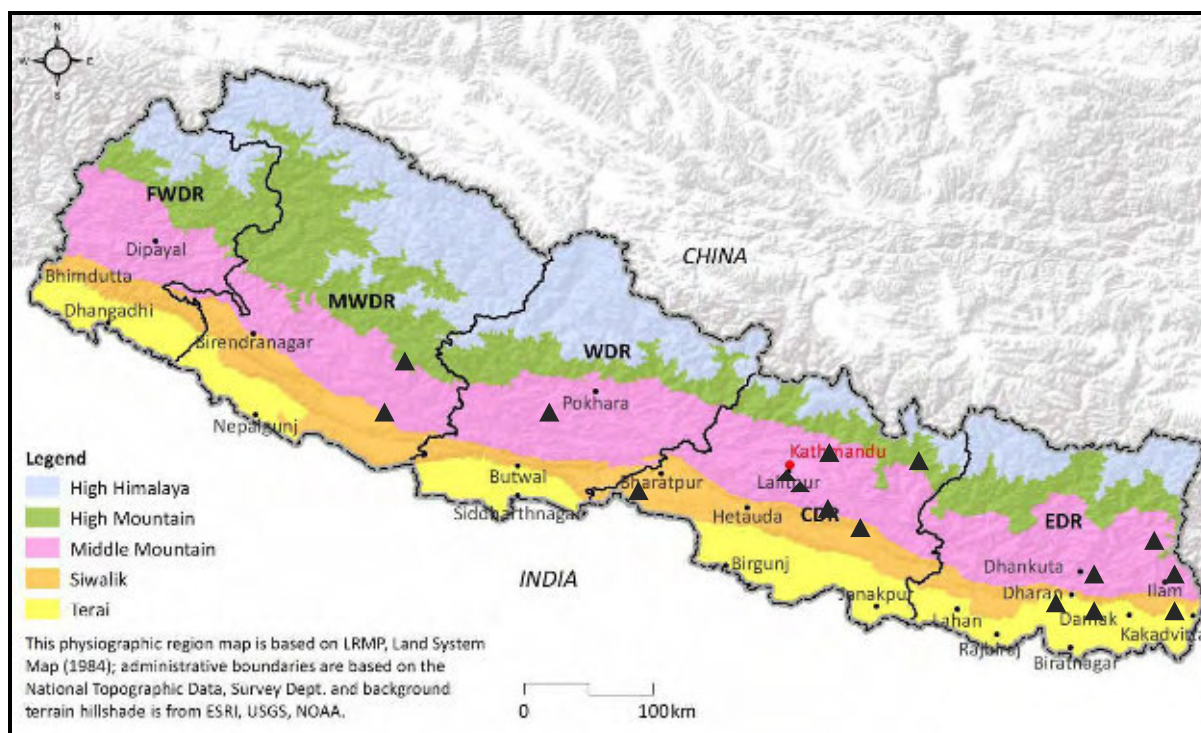 N
W E
S
FWDR
Dipayal
Bhimdutta
Dhangadhi
CHINA
MWDR
Birendranagar
WDR
Pokhara
Nepalgunj
Kathmandu
Lalitpur
Butwal
Bharatpur
Siddharthnagar
Hetauda
CDR
EDR
INDIA
Birgunj
Dhankuta
Ilam
Dharan
Janakpur
Lahan
Damak
Kakadvitta
Rajbiraj
Biratnagar
Legend
High Himalaya
High Mountain
Middle Mountain
Siwalik
Terai
This physiographic region map is based on LRMP, Land System
Map (1984); administrative boundaries are based on the
National Topographic Data, Survey Dept. and background
terrain hillshade is from ESRI, USGS, NOAA.
0 100km